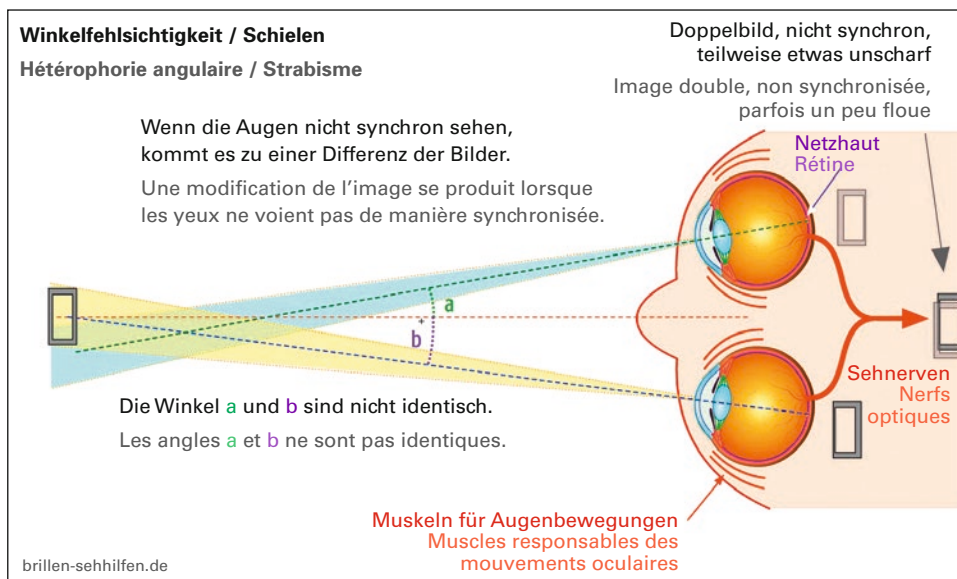 Winkelfehlsichtigkeit / Schielen
Hétérophorie angulaire / Strabisme
Doppelbild, nicht synchron,
teilweise etwas unscharf
Image double, non synchronisée,
parfois un peu floue
Wenn die Augen nicht synchron sehen,
kommt es zu einer Differenz der Bilder.
Une modification de l'image se produit lorsque
les yeux ne voient pas de manière synchronisée.
Netzhaut
Rétine
a
+
b
Sehnerven
Nerfs
optiques
Die Winkel a und b sind nicht identisch.
Les angles a et b ne sont pas identiques.
Muskeln für Augenbewegungen
Muscles responsables des
mouvements oculaires
brillen-sehhilfen.de